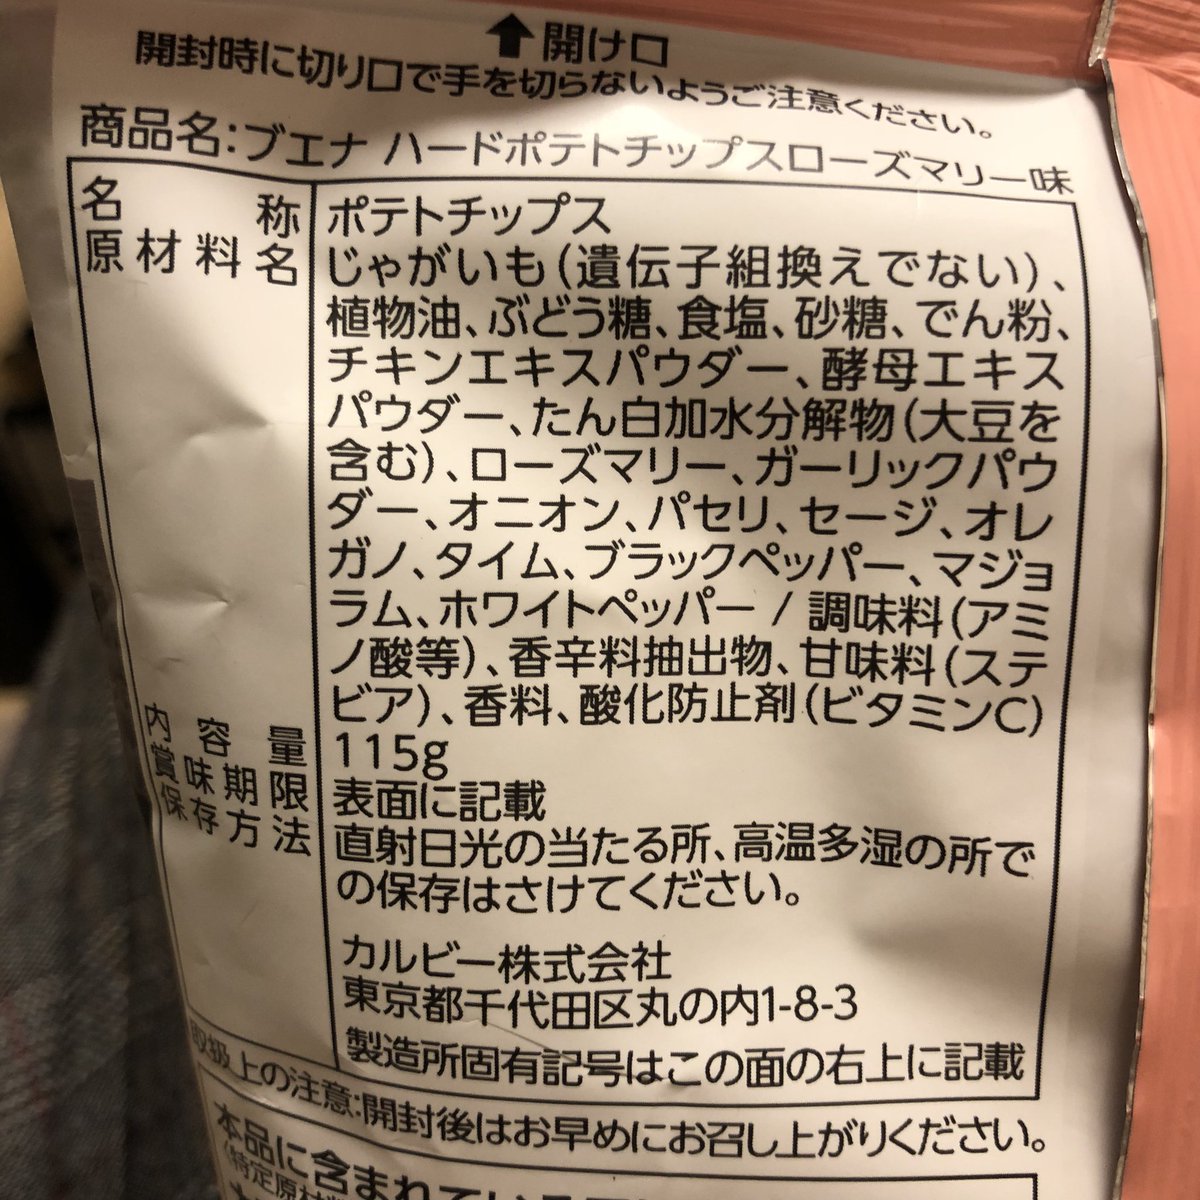 開け口
開封時に切り口で手を切らないようご注意ください。
商品名:ブエナ ハードポテトチップスローズマリー味
名称 ポテトチップス
原材料名 じゃがいも(遺伝子組換えでない)、
植物油、ぶどう糖、食塩、砂糖、でん粉、
チキンエキスパウダー、酵母エキス
パウダー、たん白加水分解物(大豆を
含む)、ローズマリー、ガーリックパウ
ダー、オニオン、パセリ、セージ、オレ
ガノ、タイム、ブラックペッパー、マジョ
ラム、ホワイトペッパー / 調味料(アミ
ノ酸等)、香辛料抽出物、甘味料(ステ
ビア)、香料、酸化防止剤(ビタミンC)
内容量 115g
賞味期限 表面に記載
保存方法 直射日光の当たる所、高温多湿の所で
の保存はさけてください。
カルビー株式会社
東京都千代田区丸の内1-8-3
製造所固有記号はこの面の右上に記載
取扱上の注意:開封後はお早めにお召し上がりください。
本品に含まれている
(特定原材料